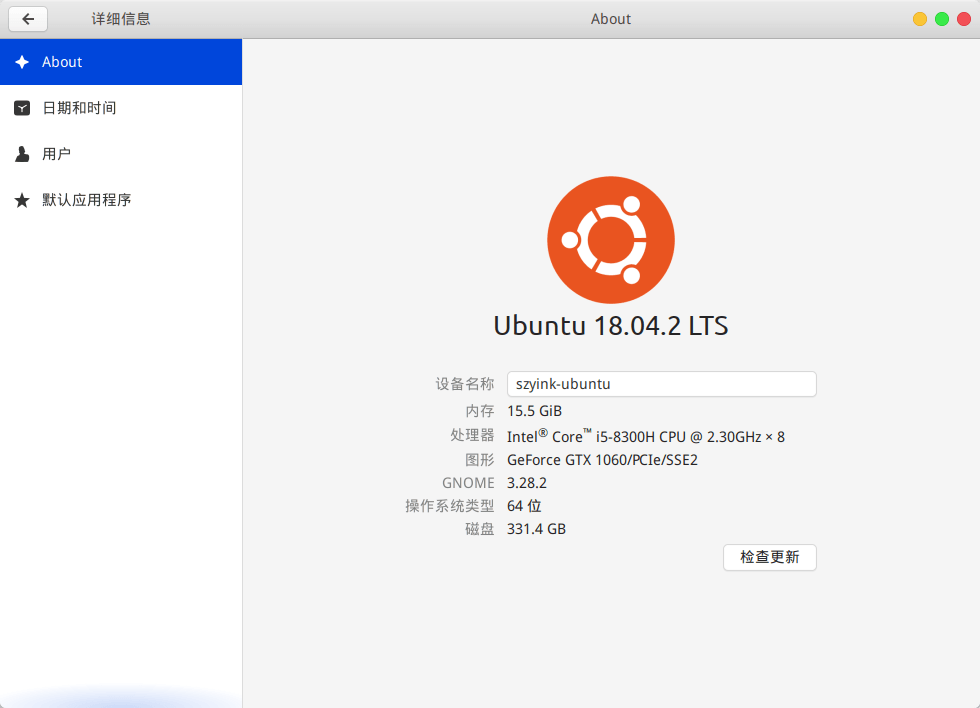 详细信息
About
About
日期和时间
用户
默认应用程序
Ubuntu 18.04.2 LTS
设备名称 szyink-ubuntu
内存 15.5 GiB
处理器 Intel® Core™ i5-8300H CPU @ 2.30GHz × 8
图形 GeForce GTX 1060/PCIe/SSE2
GNOME 3.28.2
操作系统类型 64 位
磁盘 331.4 GB
检查更新